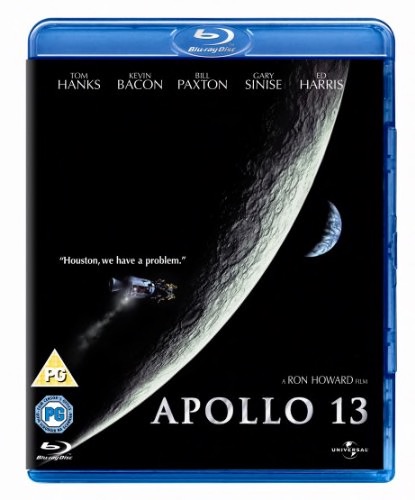 Blu-ray Disc
TOM HANKS
KEVIN BACON
BILL PAXTON
GARY SINISE
ED HARRIS
"Houston, we have a problem."
PG
A RON HOWARD FILM
PG
APOLLO 13
Blu-ray Disc
UNIVERSAL